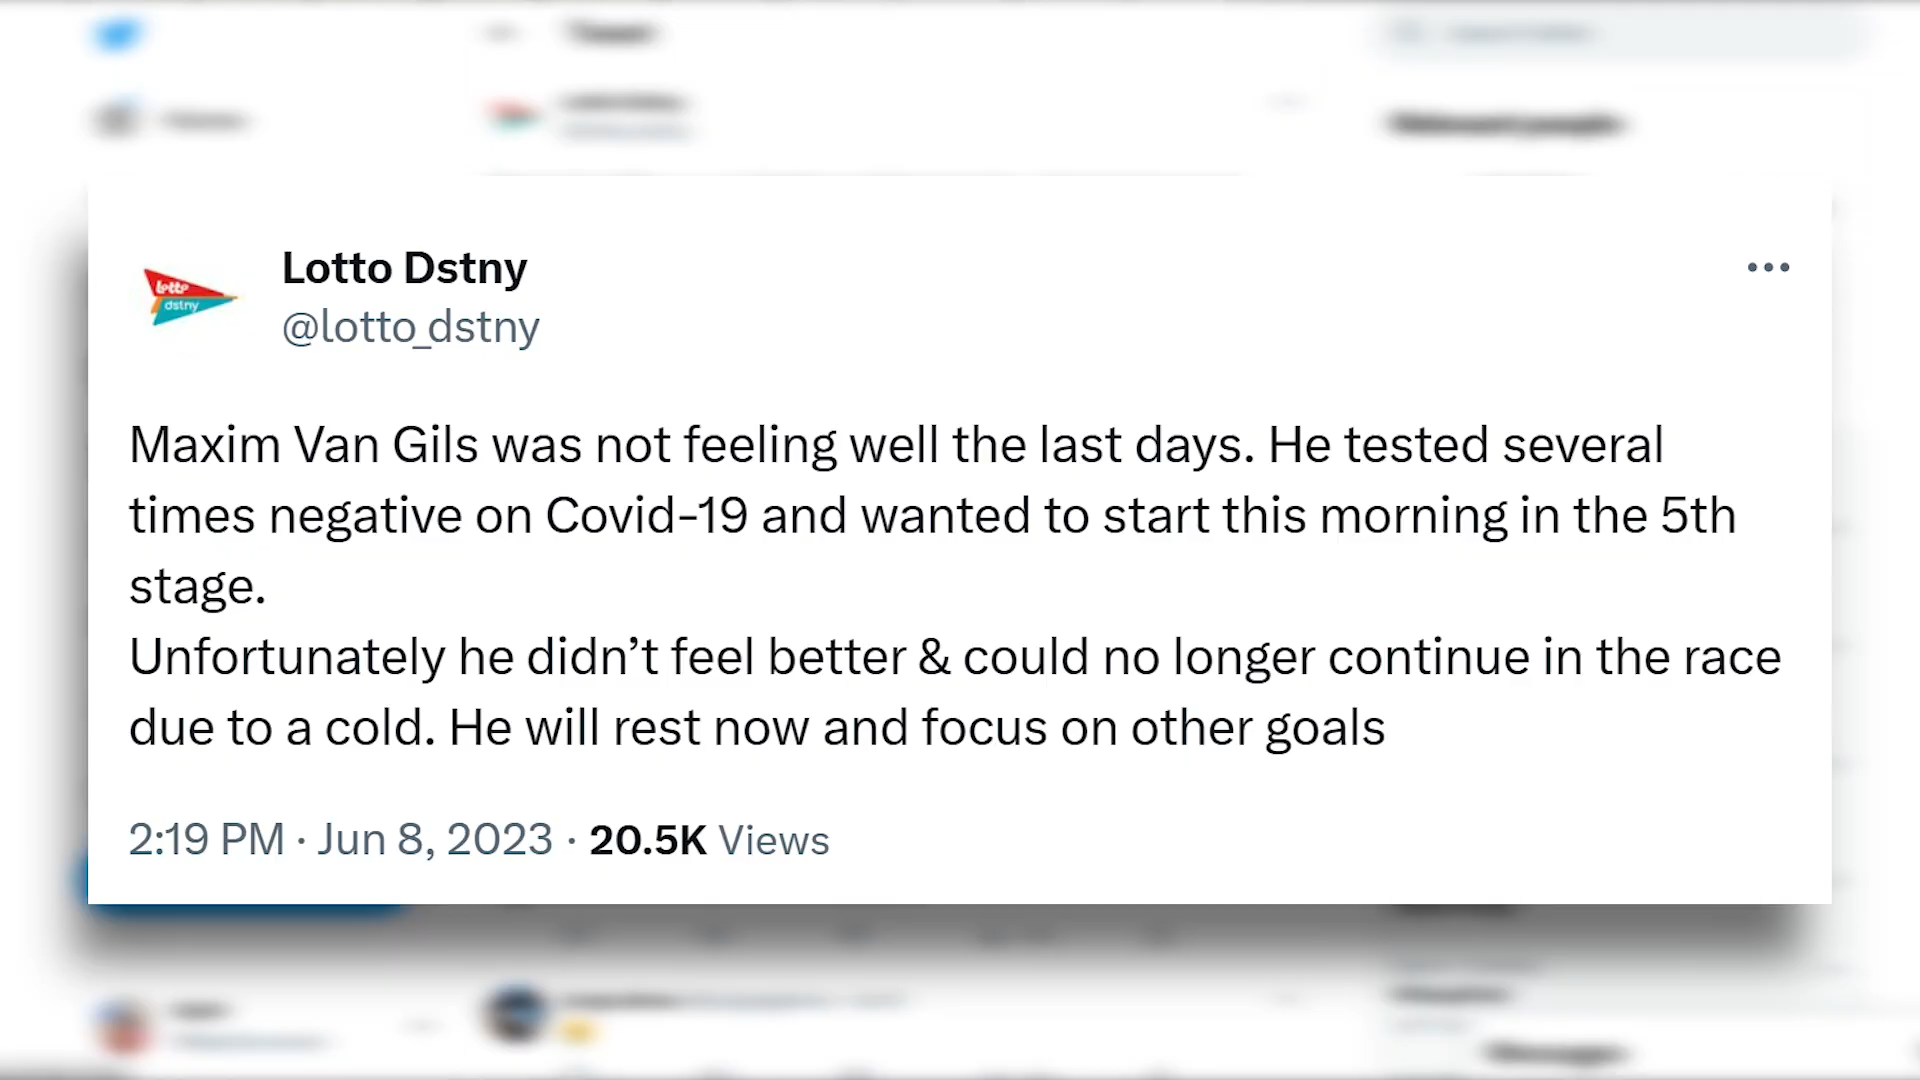 Lotto Dstny
@lotto_dstny
lotto
dstny
Maxim Van Gils was not feeling well the last days. He tested several
times negative on Covid-19 and wanted to start this morning in the 5th
stage.
Unfortunately he didn’t feel better & could no longer continue in the race
due to a cold. He will rest now and focus on other goals
2:19 PM · Jun 8, 2023 · 20.5K Views